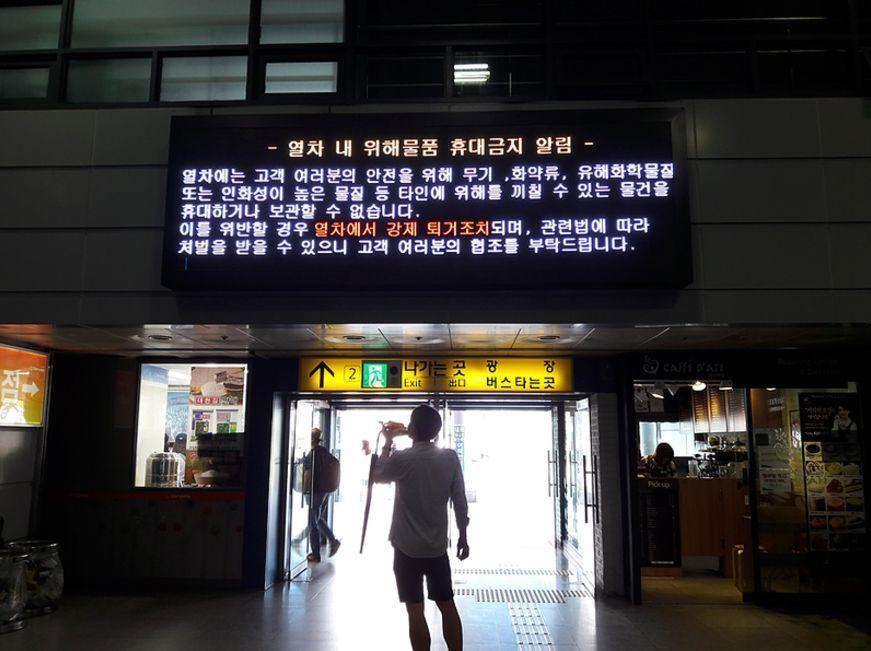 - 열차 내 위해물품 휴대금지 알림 -
열차에는 고객 여러분의 안전을 위해 무기 ,화약류, 유해화학물질
또는 인화성이 높은 물질 등 타인에 위해를 끼칠 수 있는 물건을
휴대하거나 보관할 수 없습니다.
이를 위반할 경우 열차에서 강제 퇴거조치되며, 관련법에 따라
처벌을 받을 수 있으니 고객 여러분의 협조를 부탁드립니다.
2 나가는곳 광 장
Exit 出口 버스타는곳
점
CAFFÉ D'ATI
Pick up